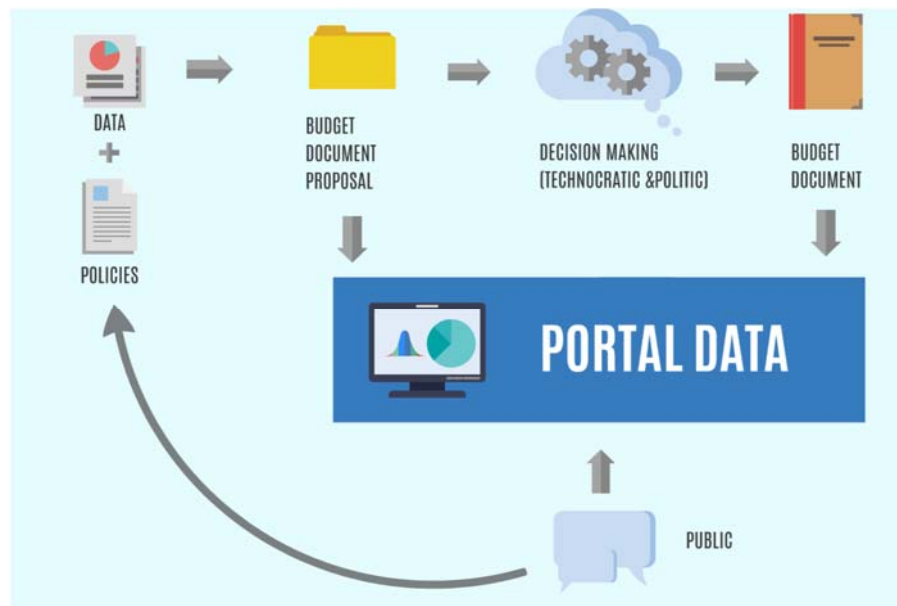 DATA
+
POLICIES
BUDGET
DOCUMENT
PROPOSAL
DECISION MAKING
(TECHNOCRATIC &POLITIC)
BUDGET
DOCUMENT
PORTAL DATA
PUBLIC